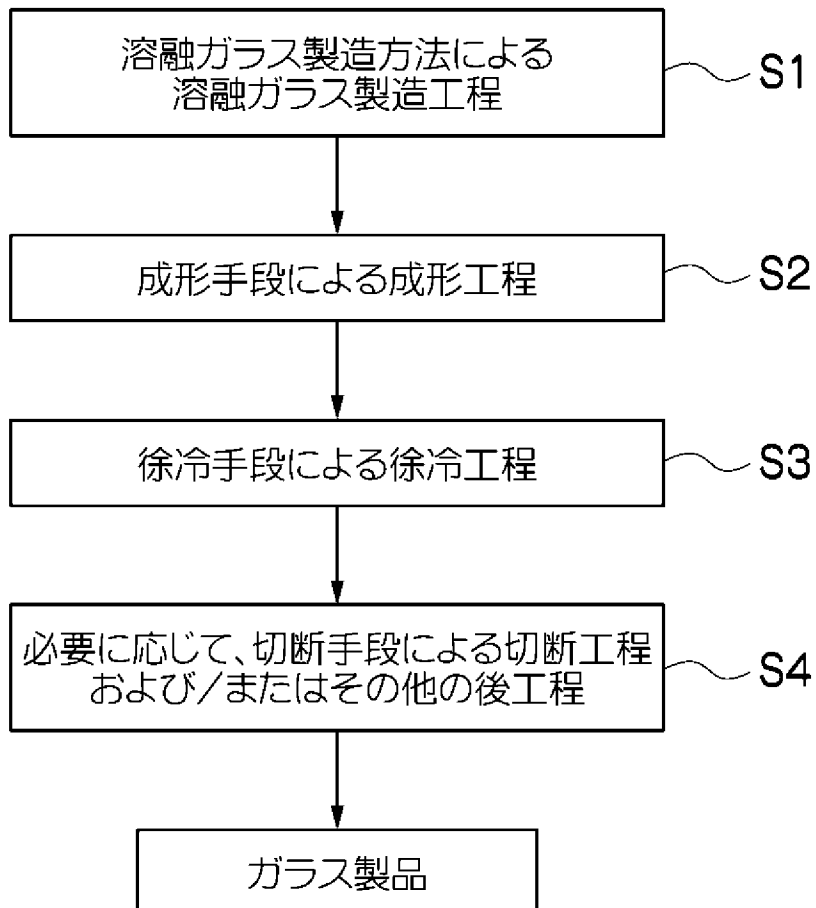 溶融ガラス製造方法による
溶融ガラス製造工程
S1
成形手段による成形工程
S2
徐冷手段による徐冷工程
S3
必要に応じて、切断手段による切断工程
および/またはその他の後工程
S4
ガラス製品